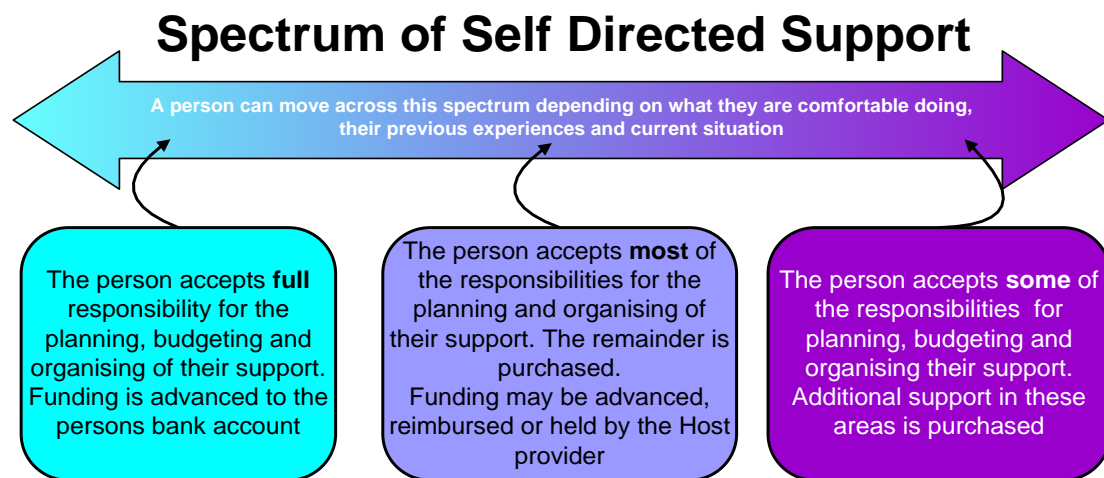 Spectrum of Self Directed Support
A person can move across this spectrum depending on what they are comfortable doing,
their previous experiences and current situation
The person accepts full
responsibility for the
planning, budgeting and
organising of their support.
Funding is advanced to the
persons bank account
The person accepts most of
the responsibilities for the
planning and organising of
their support. The remainder is
purchased.
Funding may be advanced,
reimbursed or held by the Host
provider
The person accepts some of
the responsibilities  for
planning, budgeting and
organising their support.
Additional support in these
areas is purchased